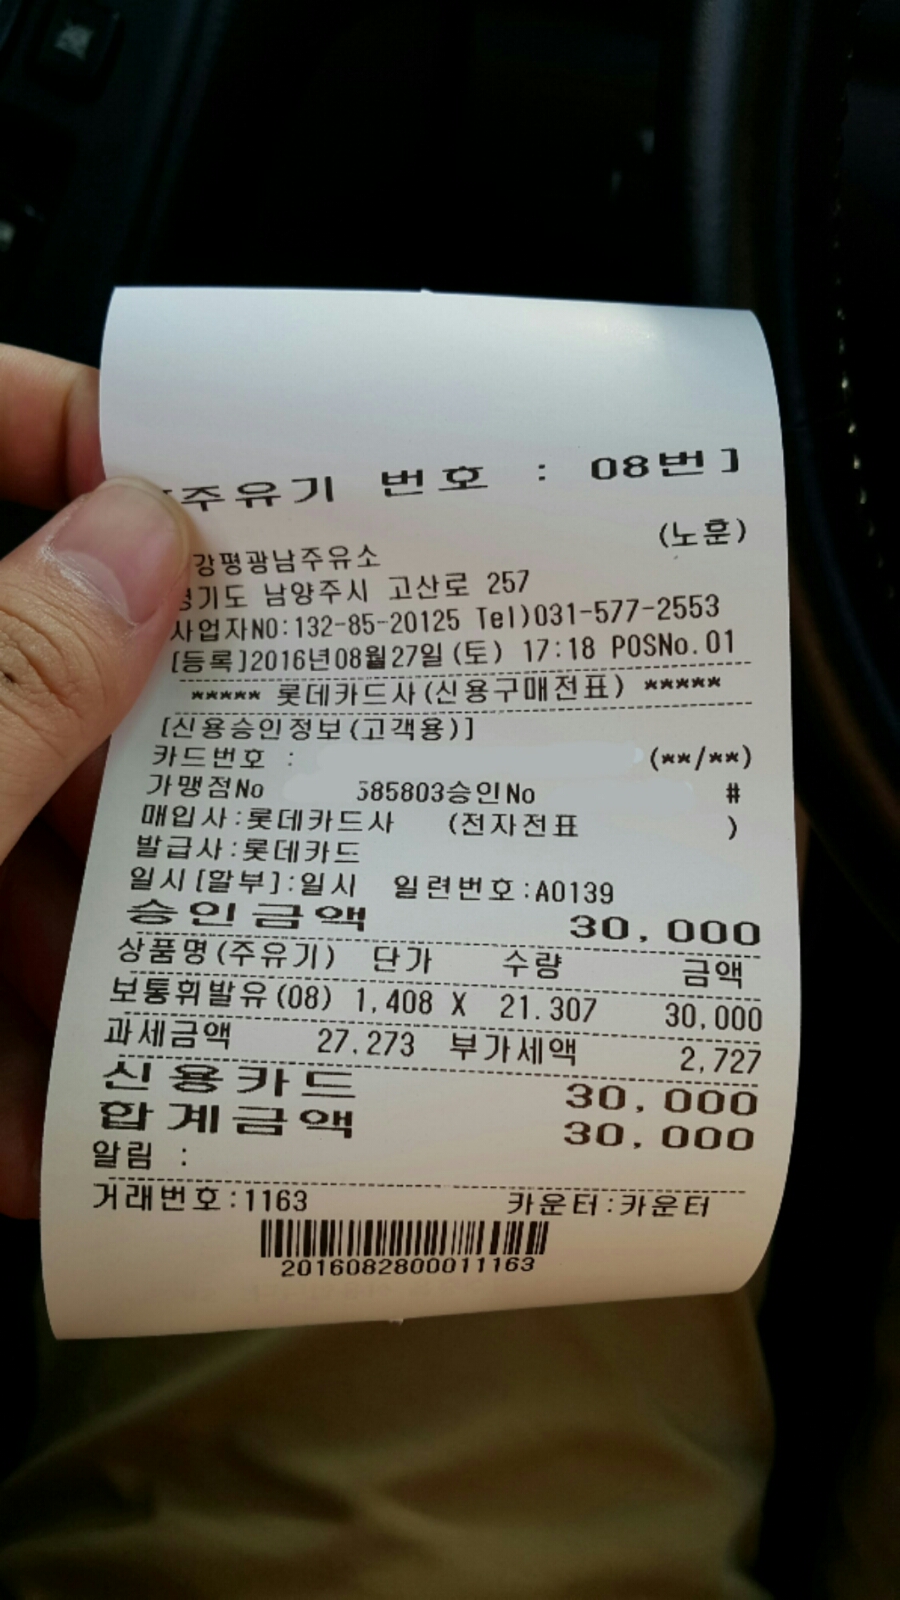 [주유기 번호 : 08번]
(노훈)
강평광남주유소
경기도 남양주시 고산로 257
사업자NO:132-85-20125 Tel)031-577-2553
[등록]2016년08월27일(토) 17:18 POSNo.01
***** 롯데카드사(신용구매전표) *****
[신용승인정보(고객용)]
카드번호 : (**/**)
가맹점No 585803승인No #
매입사:롯데카드사 (전자전표 )
발급사:롯데카드
일시[할부]:일시 일련번호:A0139
승인금액 30,000
상품명(주유기) 단가 수량 금액
보통휘발유(08) 1,408 X 21.307 30,000
과세금액 27,273 부가세액 2,727
신용카드 30,000
합계금액 30,000
알림 :
거래번호:1163 카운터:카운터
2016082800011163